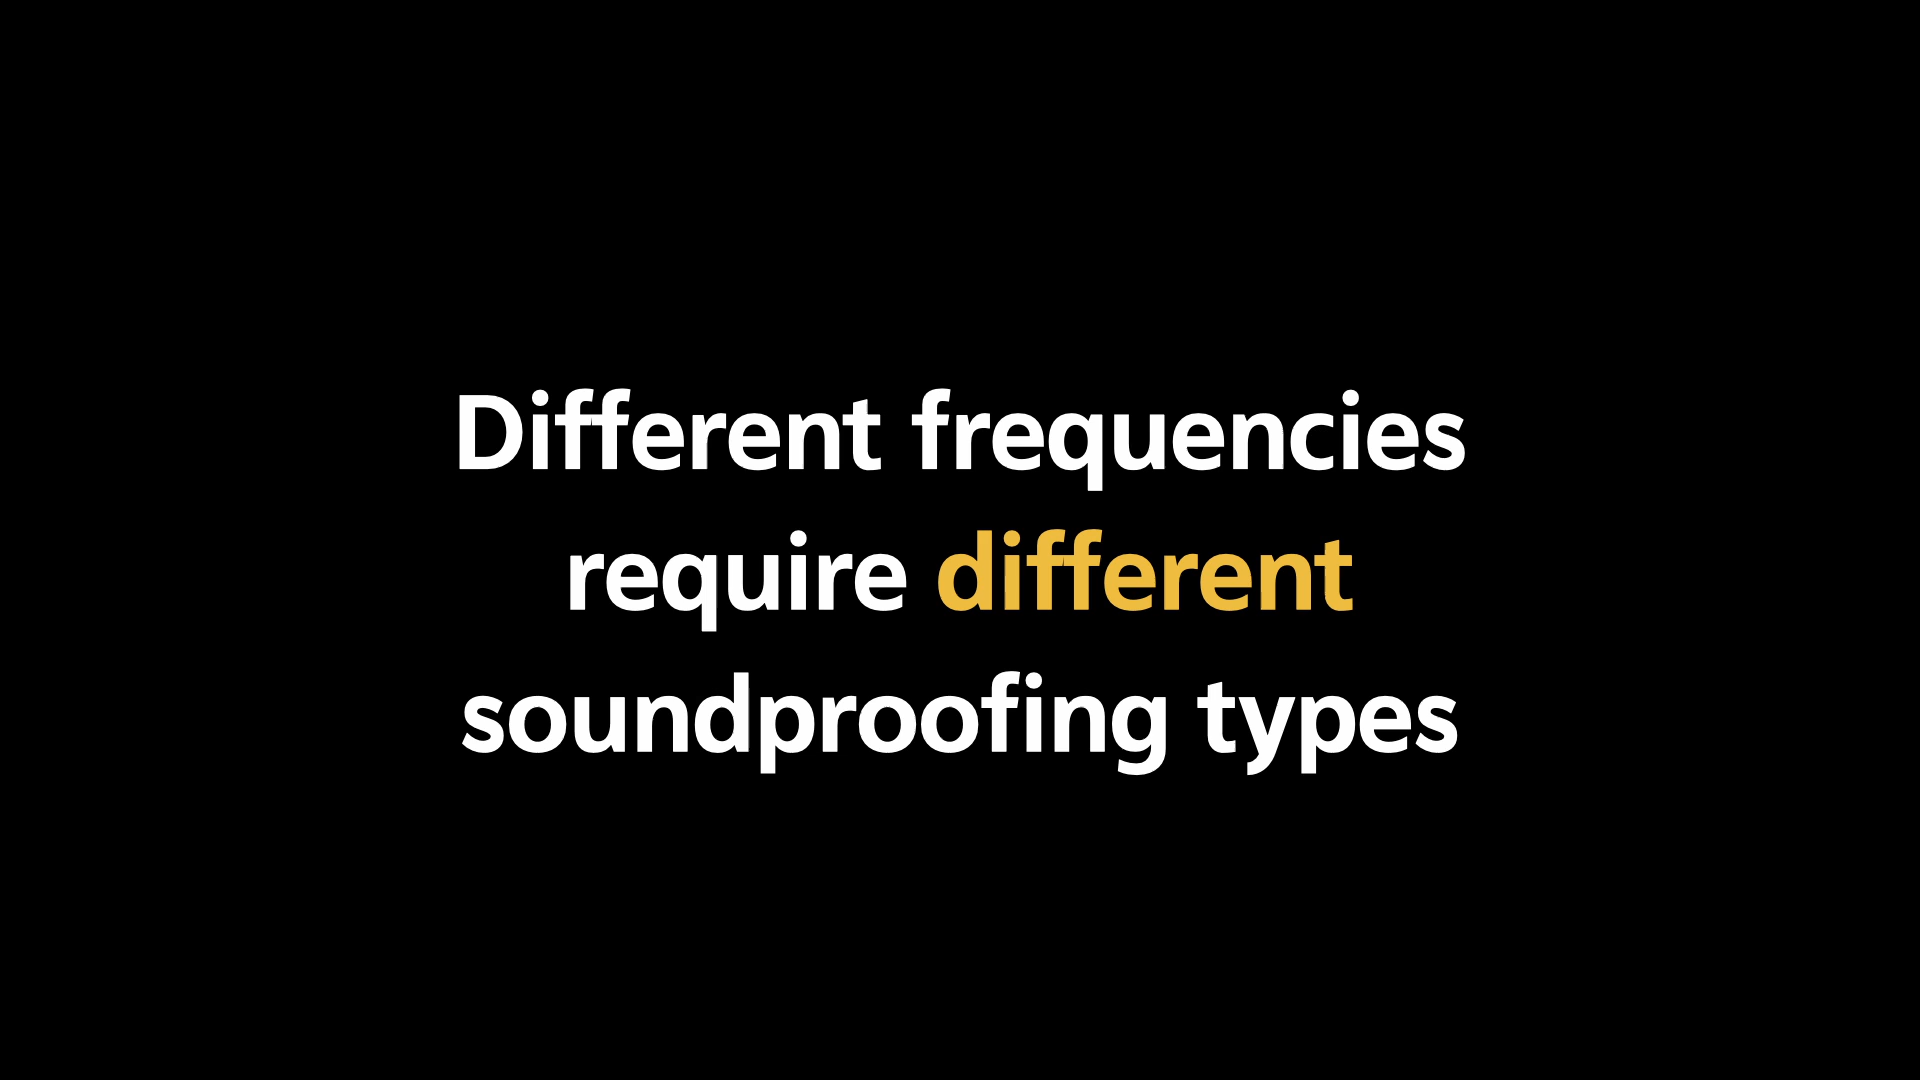 Different frequencies
require different
soundproofing types